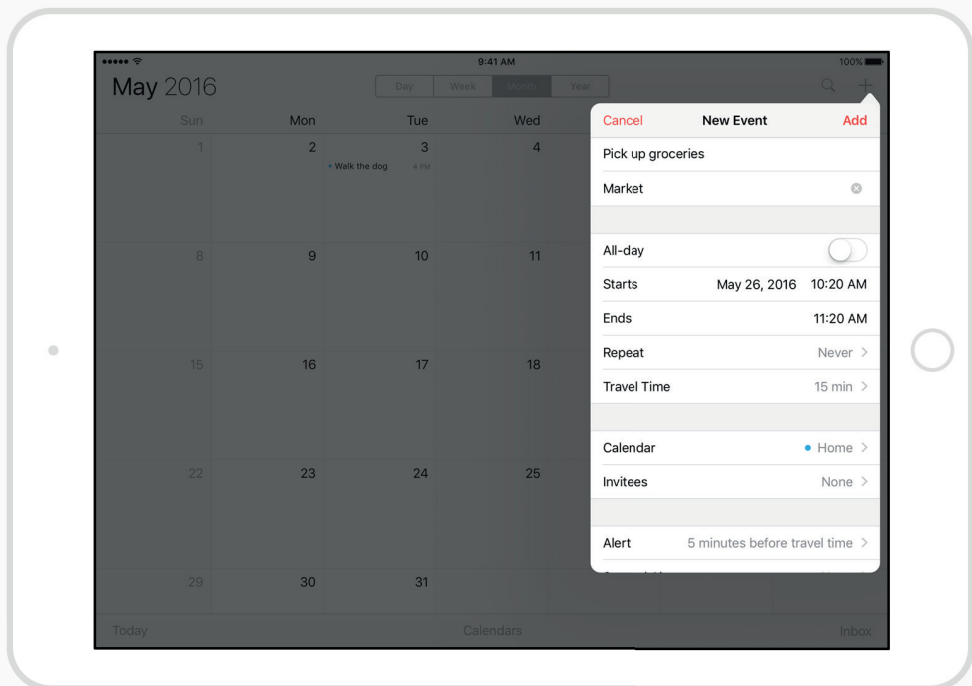 9:41 AM 100%
May 2016 Day Week Month Year
Sun Mon Tue Wed
1 2 3 4
Walk the dog 4 PM
8 9 10 11
15 16 17 18
22 23 24 25
29 30 31
Today Calendars Inbox
Cancel New Event Add
Pick up groceries
Market
All-day
Starts May 26, 2016 10:20 AM
Ends 11:20 AM
Repeat Never
Travel Time 15 min
Calendar Home
Invitees None
Alert 5 minutes before travel time